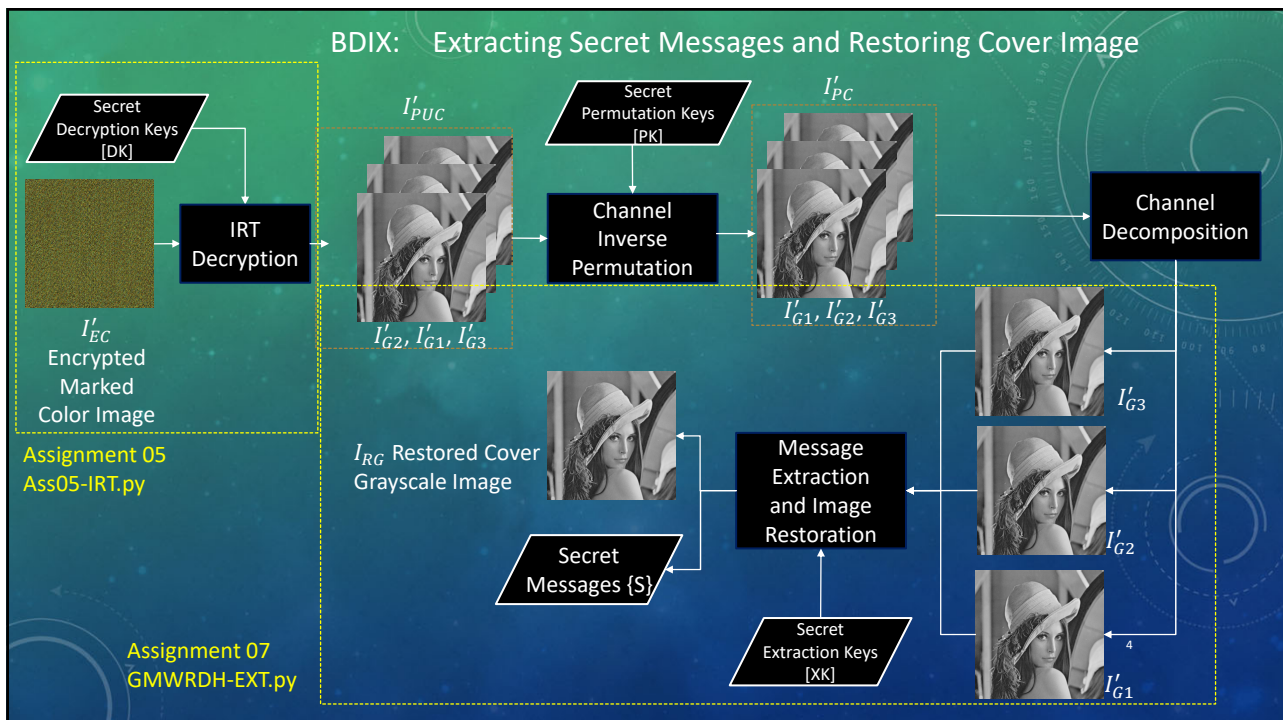 BDIX: Extracting Secret Messages and Restoring Cover Image
Secret
Decryption Keys
[DK]
IRT
Decryption
I'EC
Encrypted
Marked
Color Image
Assignment 05
Ass05-IRT.py
I'PUC
I'G2, I'G1, I'G3
Secret
Permutation Keys
[PK]
Channel
Inverse
Permutation
I'PC
I'G1, I'G2, I'G3
Channel
Decomposition
I'G3
I'G2
I'G1
4
Message
Extraction
and Image
Restoration
Secret
Extraction Keys
[XK]
IRG Restored Cover
Grayscale Image
Secret
Messages {S}
Assignment 07
GMWRDH-EXT.py